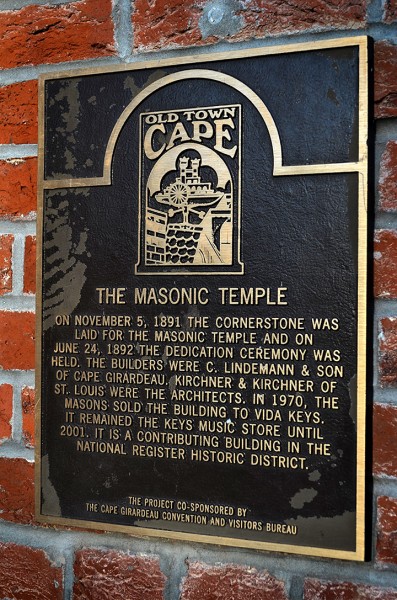 OLD TOWN
CAPE
THE MASONIC TEMPLE
ON NOVEMBER 5, 1891 THE CORNERSTONE WAS
LAID FOR THE MASONIC TEMPLE AND ON
JUNE 24, 1892 THE DEDICATION CEREMONY WAS
HELD. THE BUILDERS WERE C. LINDEMANN & SON
OF CAPE GIRARDEAU. KIRCHNER & KIRCHNER OF
ST. LOUIS WERE THE ARCHITECTS. IN 1970, THE
MASONS SOLD THE BUILDING TO VIDA KEYS.
IT REMAINED THE KEYS MUSIC STORE UNTIL
2001. IT IS A CONTRIBUTING BUILDING IN THE
NATIONAL REGISTER HISTORIC DISTRICT.
THE PROJECT CO-SPONSORED BY
THE CAPE GIRARDEAU CONVENTION AND VISITORS BUREAU